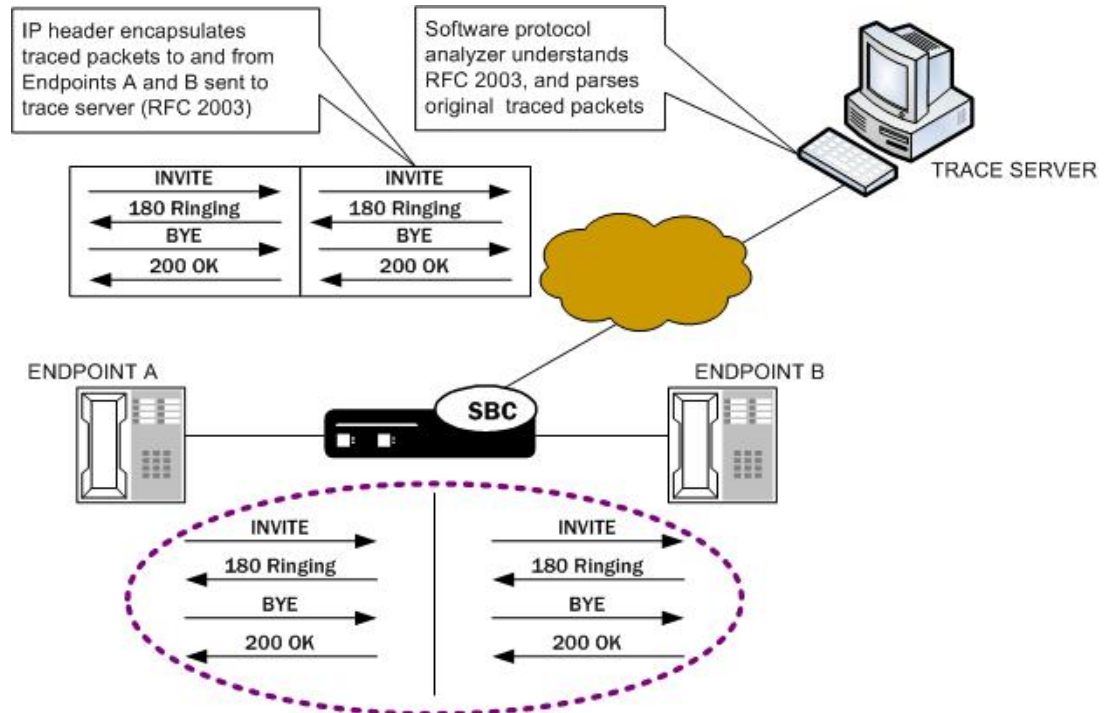 IP header encapsulates
traced packets to and from
Endpoints A and B sent to
trace server (RFC 2003)
Software protocol
analyzer understands
RFC 2003, and parses
original traced packets
TRACE SERVER
INVITE
180 Ringing
BYE
200 OK
INVITE
180 Ringing
BYE
200 OK
ENDPOINT A
SBC
ENDPOINT B
INVITE
180 Ringing
BYE
200 OK
INVITE
180 Ringing
BYE
200 OK